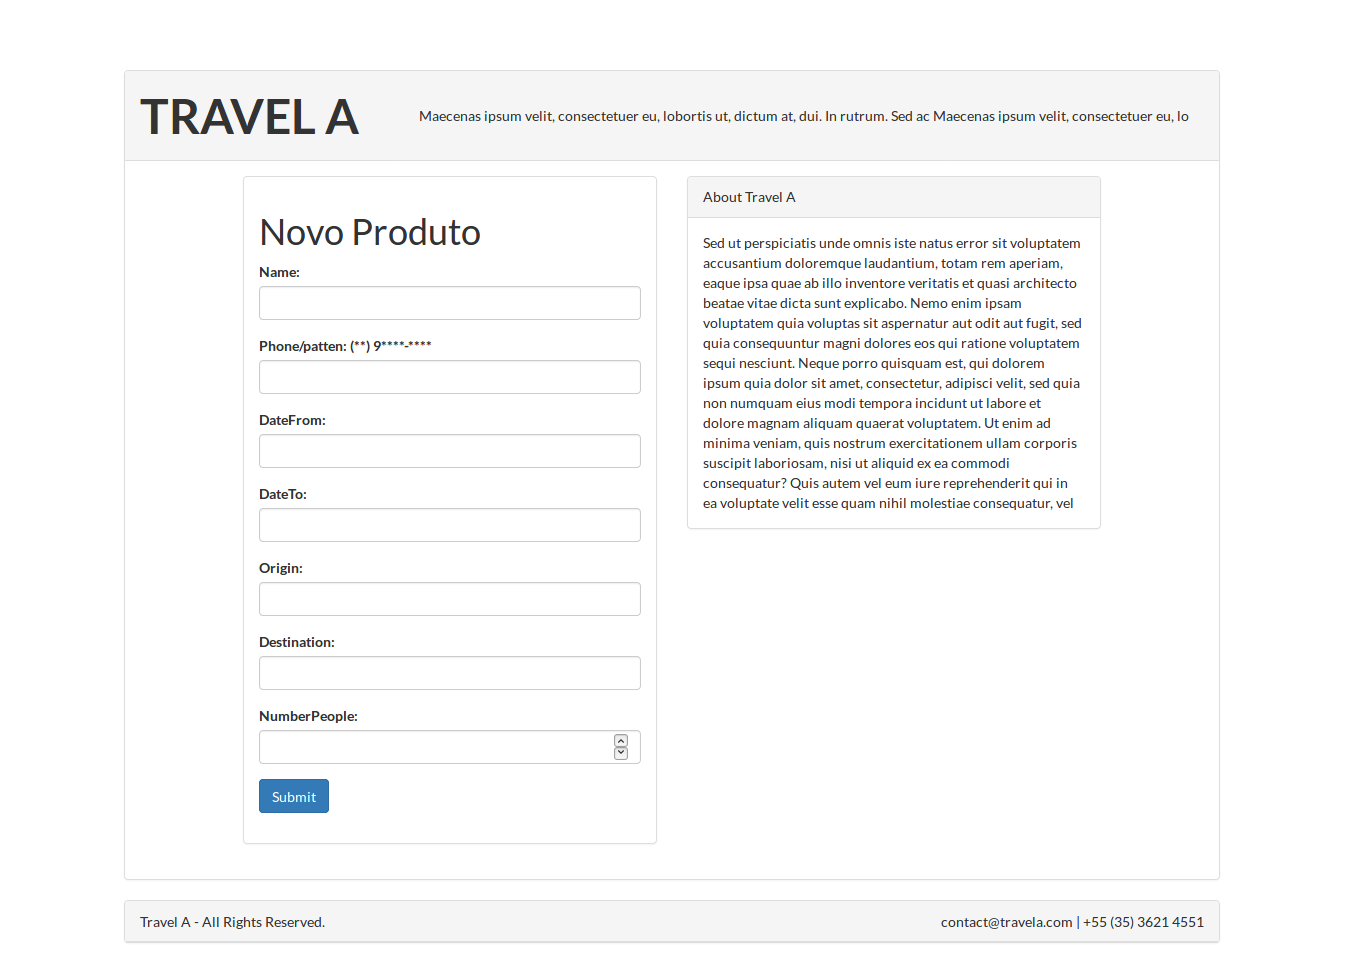 TRAVEL A
Maecenas ipsum velit, consectetuer eu, lobortis ut, dictum at, dui. In rutrum. Sed ac Maecenas ipsum velit, consectetuer eu, lo
Novo Produto
Name:
Phone/patten: (**) 9****-****
DateFrom:
DateTo:
Origin:
Destination:
NumberPeople:
Submit
About Travel A
Sed ut perspiciatis unde omnis iste natus error sit voluptatem
accusantium doloremque laudantium, totam rem aperiam,
eaque ipsa quae ab illo inventore veritatis et quasi architecto
beatae vitae dicta sunt explicabo. Nemo enim ipsam
voluptatem quia voluptas sit aspernatur aut odit aut fugit, sed
quia consequuntur magni dolores eos qui ratione voluptatem
sequi nesciunt. Neque porro quisquam est, qui dolorem
ipsum quia dolor sit amet, consectetur, adipisci velit, sed quia
non numquam eius modi tempora incidunt ut labore et
dolore magnam aliquam quaerat voluptatem. Ut enim ad
minima veniam, quis nostrum exercitationem ullam corporis
suscipit laboriosam, nisi ut aliquid ex ea commodi
consequatur? Quis autem vel eum iure reprehenderit qui in
ea voluptate velit esse quam nihil molestiae consequatur, vel
Travel A - All Rights Reserved.
contact@travela.com | +55 (35) 3621 4551